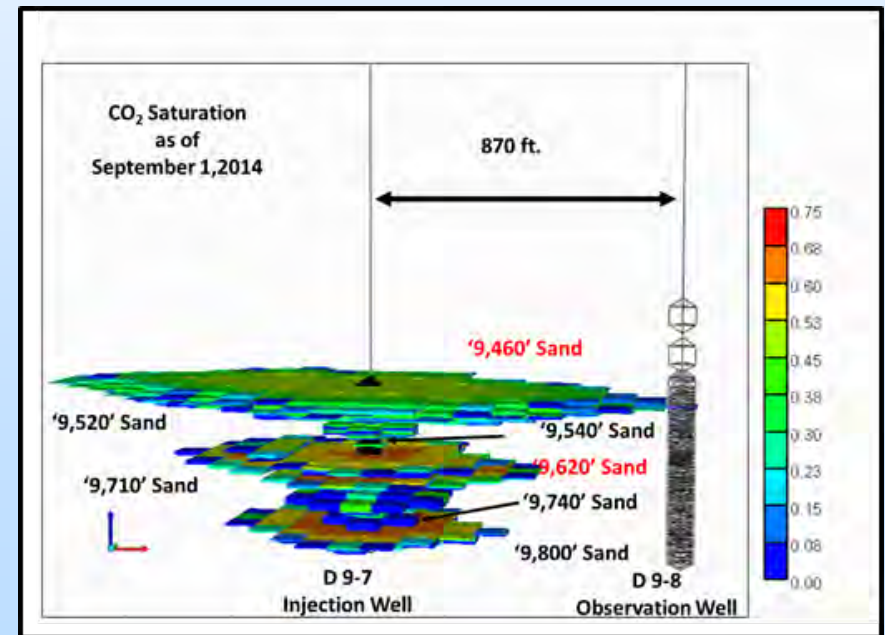 CO₂ Saturation
as of
September 1,2014
870 ft.
0.75
0.68
0.60
0.53
0.45
0.38
0.30
0.23
0.15
0.08
0.00
‘9,460’ Sand
‘9,520’ Sand
‘9,540’ Sand
‘9,620’ Sand
‘9,710’ Sand
‘9,740’ Sand
‘9,800’ Sand
D 9-7
Injection Well
D 9-8
Observation Well